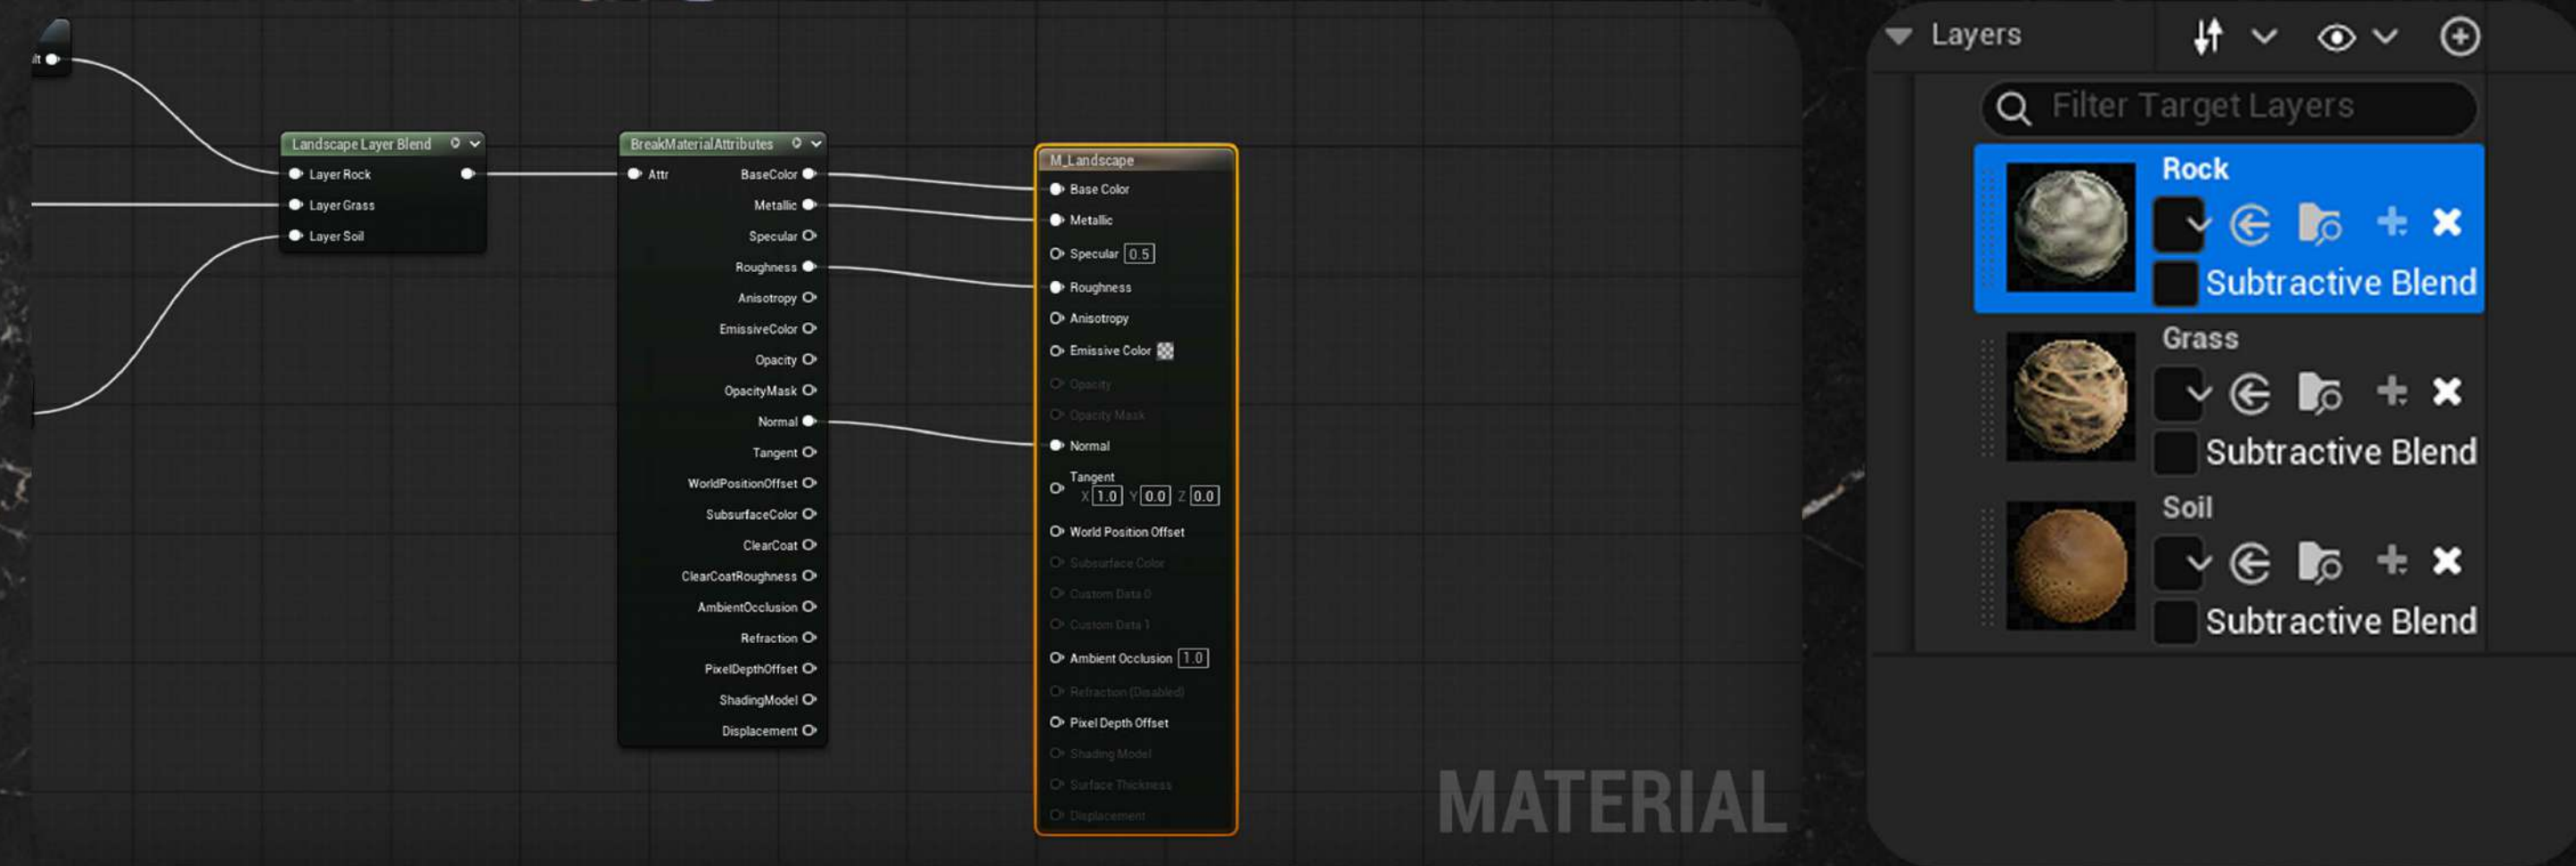 lt
Landscape Layer Blend
Layer Rock
Layer Grass
Layer Soil
BreakMaterialAttributes
Attr
BaseColor
Metallic
Specular
Roughness
Anisotropy
EmissiveColor
Opacity
OpacityMask
Normal
Tangent
WorldPositionOffset
SubsurfaceColor
ClearCoat
ClearCoatRoughness
AmbientOcclusion
Refraction
PixelDepthOffset
ShadingModel
Displacement
M_Landscape
Base Color
Metallic
Specular 0.5
Roughness
Anisotropy
Emissive Color
Opacity
Opacity Mask
Normal
Tangent
X 1.0 Y 0.0 Z 0.0
World Position Offset
Subsurface Color
Custom Data 0
Custom Data 1
Ambient Occlusion 1.0
Refraction (Disabled)
Pixel Depth Offset
Shading Model
Surface Thickness
Displacement
MATERIAL
Layers
Filter Target Layers
Rock
Subtractive Blend
Grass
Subtractive Blend
Soil
Subtractive Blend